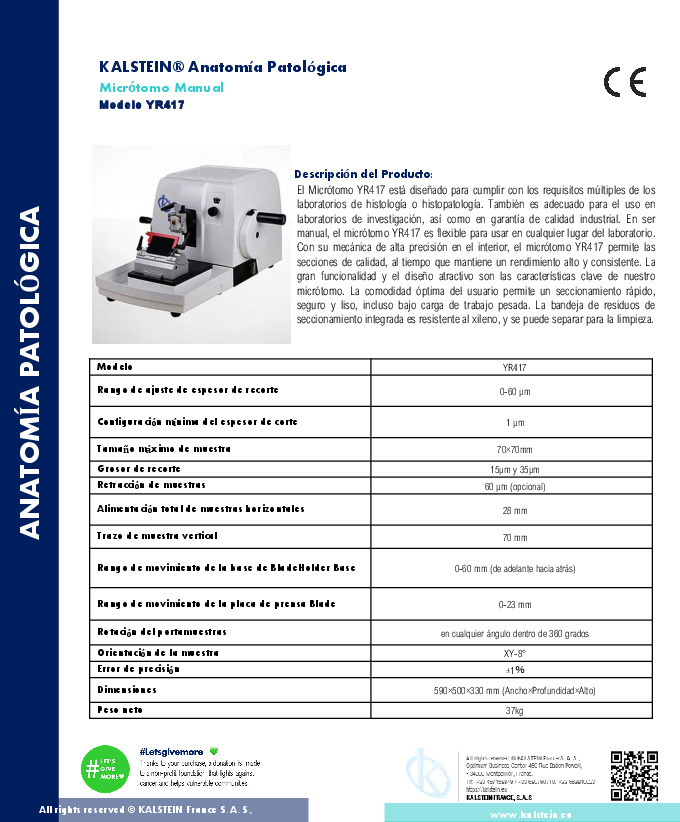 KALSTEIN® Anatomía Patológica
Micrótomo Manual
Modelo YR417
CE
ANATOMÍA PATOLÓGICA
Descripción del Producto:
El Micrótomo YR417 está diseñado para cumplir con los requisitos múltiples de los
laboratorios de histología o histopatología. También es adecuado para el uso en
laboratorios de investigación, así como en garantía de calidad industrial. En ser
manual, el micrótomo YR417 es flexible para usar en cualquier lugar del laboratorio.
Con su mecánica de alta precisión en el interior, el micrótomo YR417 permite las
secciones de calidad, al tiempo que mantiene un rendimiento alto y consistente. La
gran funcionalidad y el diseño atractivo son las características clave de nuestro
micrótomo. La comodidad óptima del usuario permite un seccionamiento rápido,
seguro y liso, incluso bajo carga de trabajo pesada. La bandeja de residuos de
seccionamiento integrada es resistente al xileno, y se puede separar para la limpieza.
Modelo YR417
Rango de ajuste de espesor de recorte 0-60 µm
Configuración mínima del espesor de corte 1 µm
Tamaño máximo de muestra 70×70mm
Grosor de recorte 15µm y 35µm
Retracción de muestras 60 µm (opcional)
Alimentación total de muestras horizontales 28 mm
Trazo de muestra vertical 70 mm
Rango de movimiento de la base de BladeHolder Base 0-60 mm (de adelante hacia atrás)
Rango de movimiento de la placa de prensa Blade 0-23 mm
Rotación del portamuestras en cualquier ángulo dentro de 360 grados
Orientación de la muestra XY-8°
Error de precisión ±1%
Dimensiones 590×500×330 mm (Ancho×Profundidad×Alto)
Peso neto 37kg
#LET'S
GIVE
MORE
#Letsgivemore
Thanks to your purchase, a donation is made
to a non-profit foundation that fights against
cancer and helps vulnerable communities
All rights reserved © KALSTEIN France S. A. S.,
Optimum Business Center 450 Rue Baden Powell,
• 34000 Montpellier, France.
https://kalstein.eu
KALSTEIN FRANCE, S.A.S
All rights reserved © KALSTEIN France S.A.S.,
www.kalstein.eu